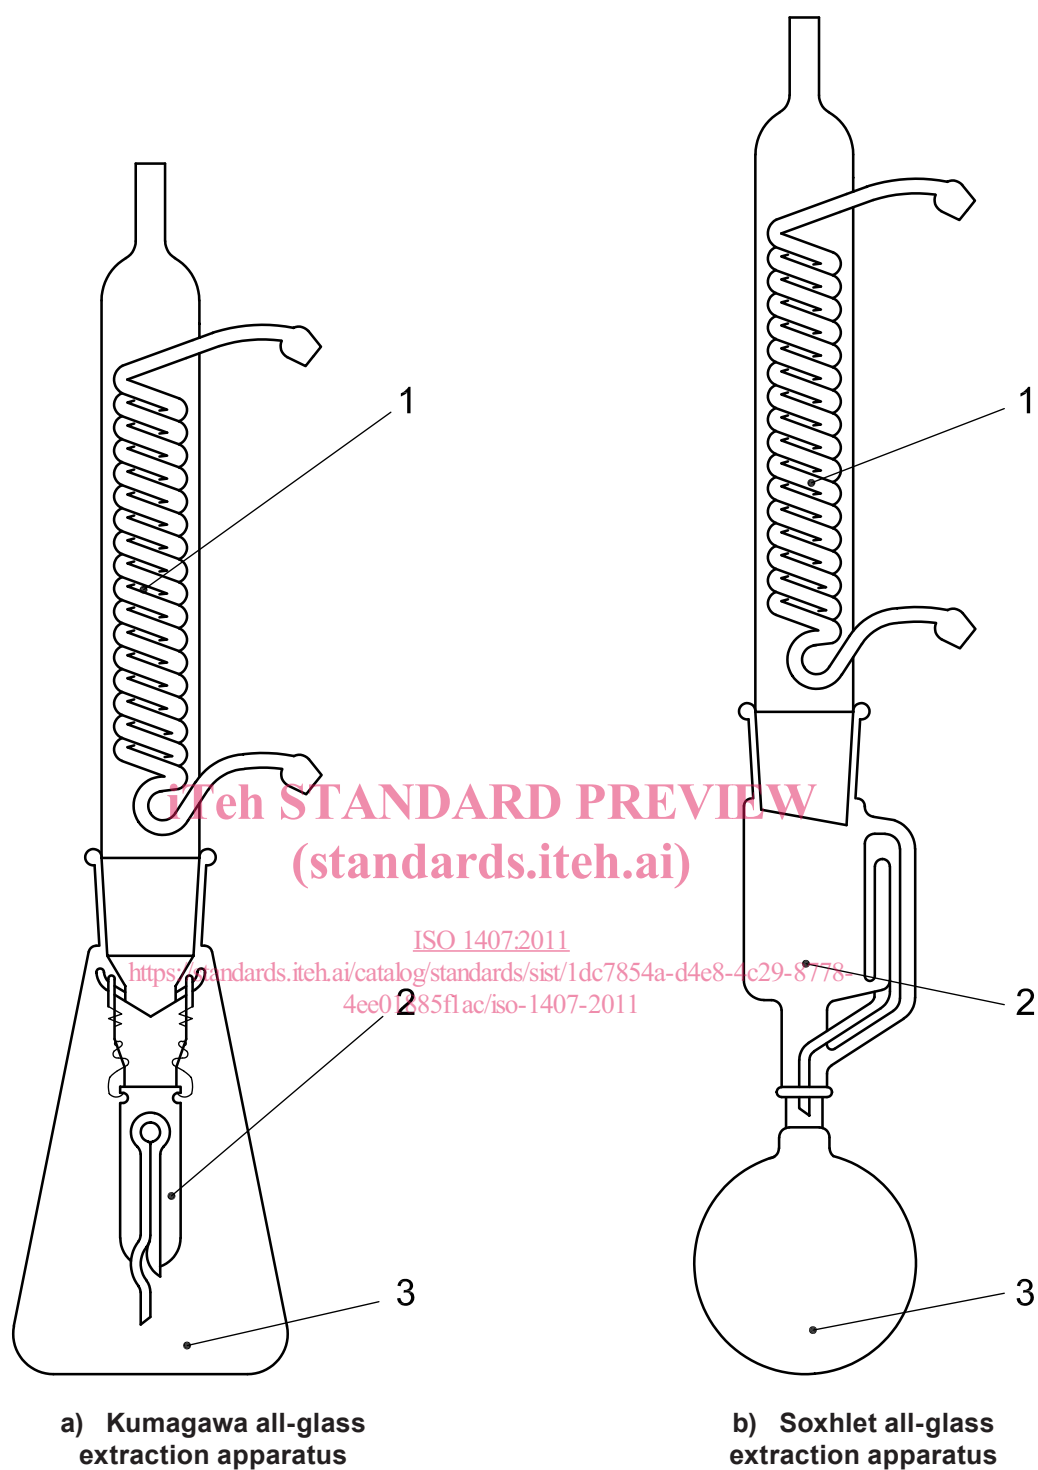 1
1
iTeh STANDARD PREVIEW
(standards.iteh.ai)
ISO 1407:2011
https://standards.iteh.ai/catalog/standards/sist/1dc7854a-d4e8-4c29-8778-
4ee01885f1ac/iso-1407-2011
2
2
3
3
a) Kumagawa all-glass
extraction apparatus
b) Soxhlet all-glass
extraction apparatus